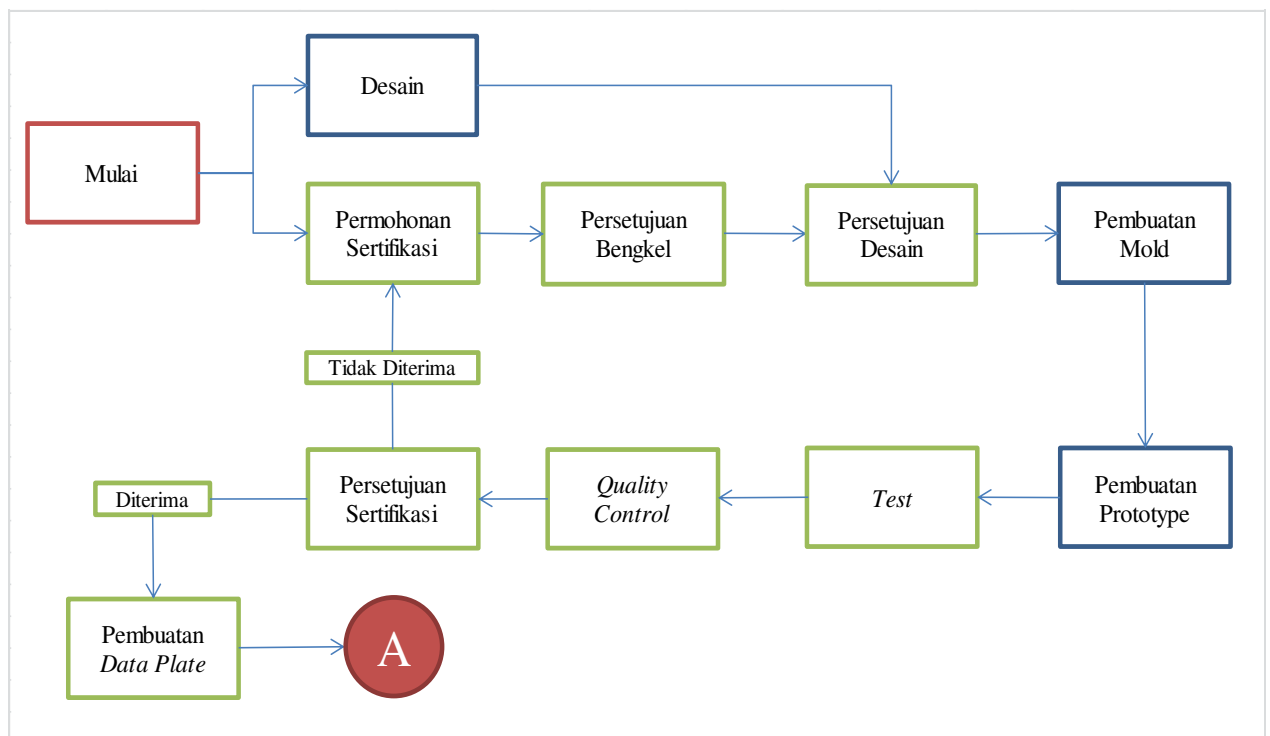 Desain
Mulai
Permohonan
Sertifikasi
Persetujuan
Bengkel
Persetujuan
Desain
Pembuatan
Mold
Tidak Diterima
Diterima
Persetujuan
Sertifikasi
Quality
Control
Test
Pembuatan
Prototype
Pembuatan
Data Plate
A